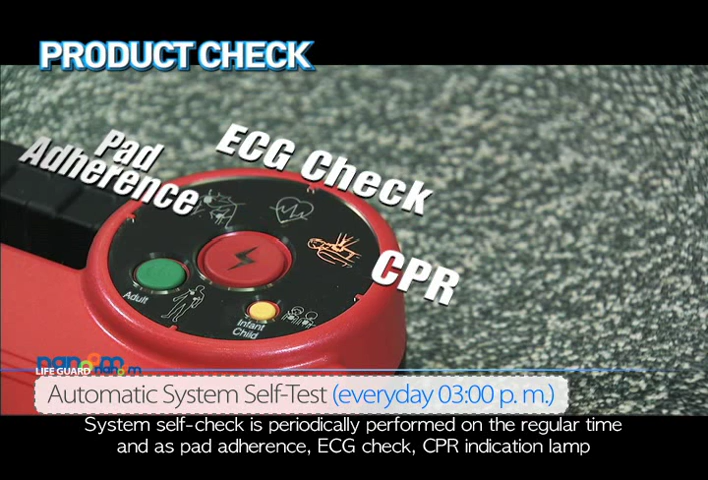 PRODUCT CHECK
Pad
Adherence
ECG Check
CPR
Adult
Infant
Child
nanoom
LIFE GUARD nanoom
Automatic System Self-Test (everyday 03:00 p. m.)
System self-check is periodically performed on the regular time
and as pad adherence, ECG check, CPR indication lamp